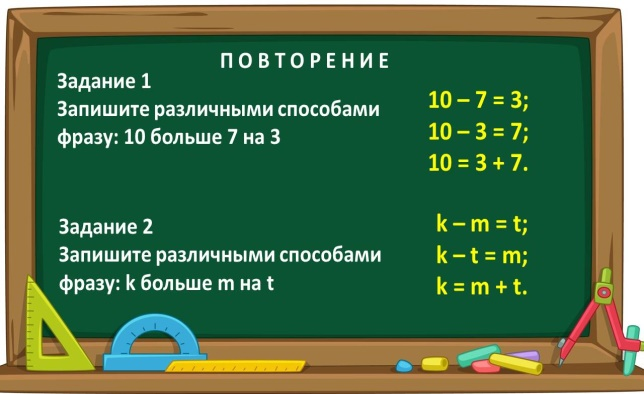 ПОВТОРЕНИЕ
Задание 1
Запишите различными способами
фразу: 10 больше 7 на 3
10 – 7 = 3;
10 – 3 = 7;
10 = 3 + 7.
Задание 2
Запишите различными способами
фразу: k больше m на t
k – m = t;
k – t = m;
k = m + t.